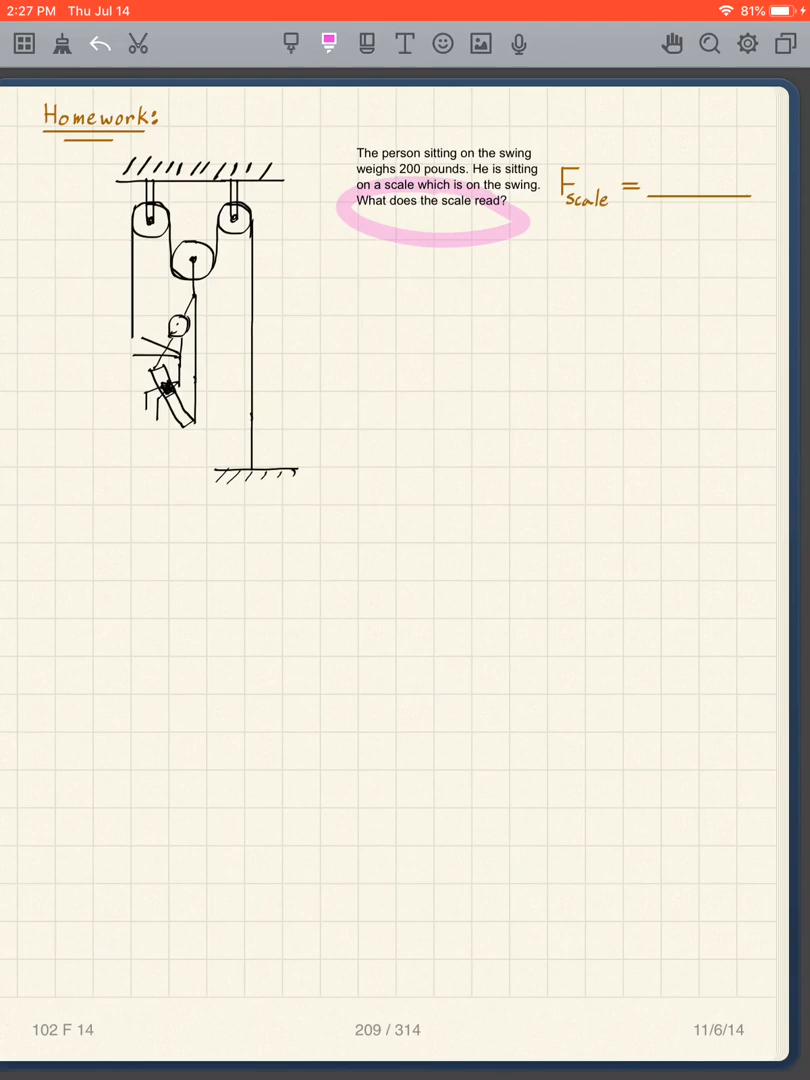 2:27 PM Thu Jul 14
81%
Homework:
The person sitting on the swing
weighs 200 pounds. He is sitting
on a scale which is on the swing.
What does the scale read?
F scale =
102 F 14
209 / 314
11/6/14